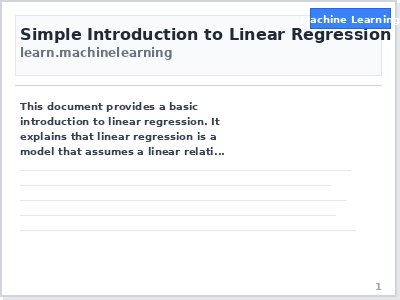 Machine Learning
Simple Introduction to Linear Regression
learn.machinelearning
This document provides a basic
introduction to linear regression. It
explains that linear regression is a
model that assumes a linear relati...
1